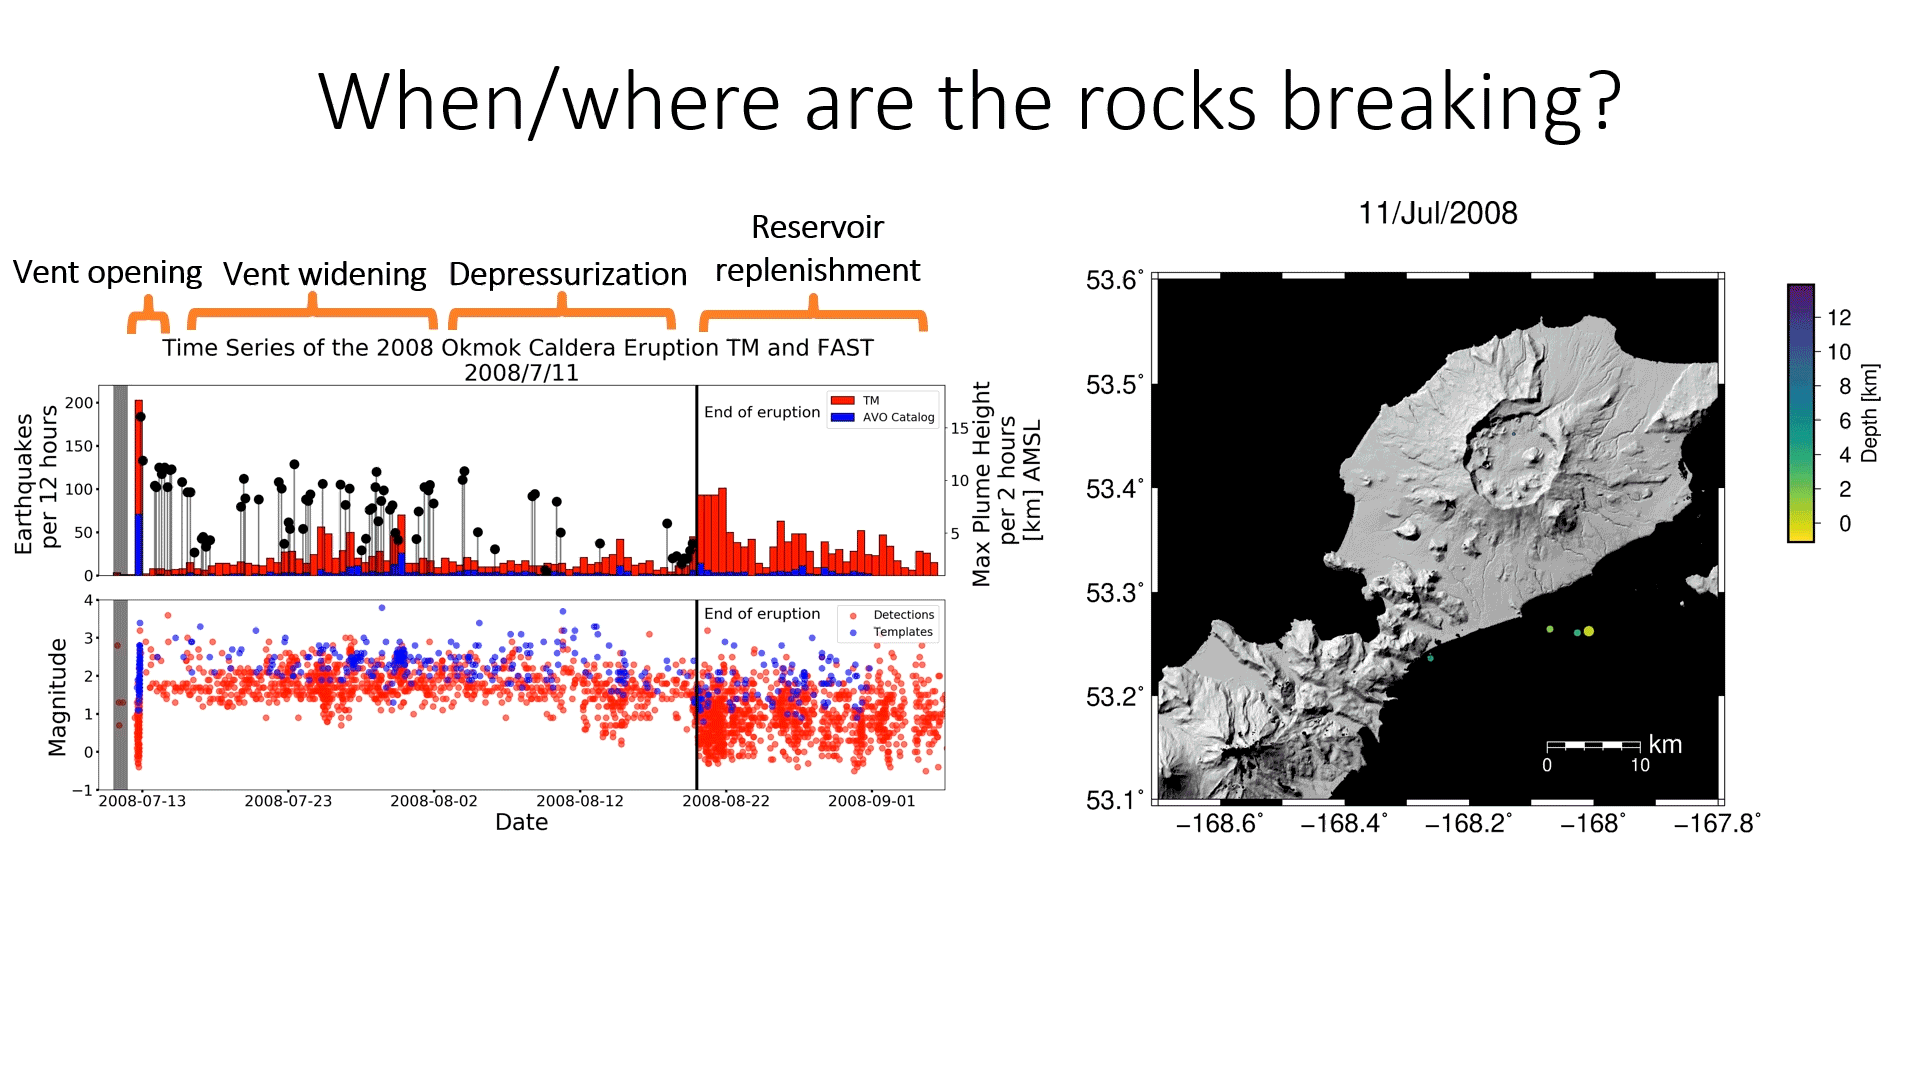 When/where are the rocks breaking?
Reservoir
replenishment
Vent opening
Vent widening
Depressurization
Time Series of the 2008 Okmok Caldera Eruption TM and FAST
2008/7/11
Earthquakes
per 12 hours
200
150
100
50
0
End of eruption
TM
AVO Catalog
15
10
5
Max Plume Height
per 2 hours
[km] AMSL
Magnitude
4
3
2
1
0
−1
End of eruption
Detections
Templates
2008-07-13
2008-07-23
2008-08-02
2008-08-12
2008-08-22
2008-09-01
Date
11/Jul/2008
53.6˚
53.5˚
53.4˚
53.3˚
53.2˚
53.1˚
−168.6˚
−168.4˚
−168.2˚
−168˚
−167.8˚
km
0
10
12
10
8
6
4
2
0
Depth [km]